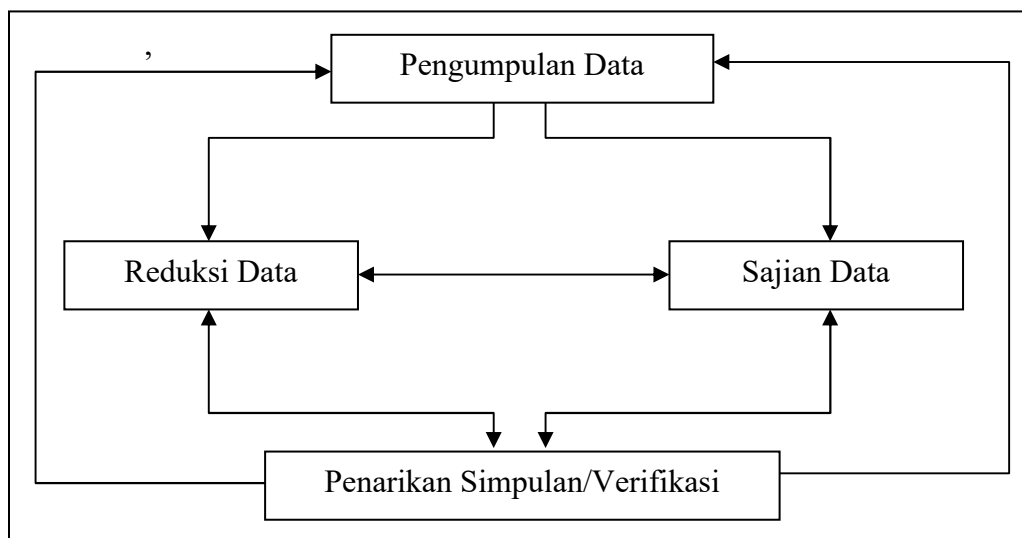 ,
Pengumpulan Data
Reduksi Data
Sajian Data
Penarikan Simpulan/Verifikasi